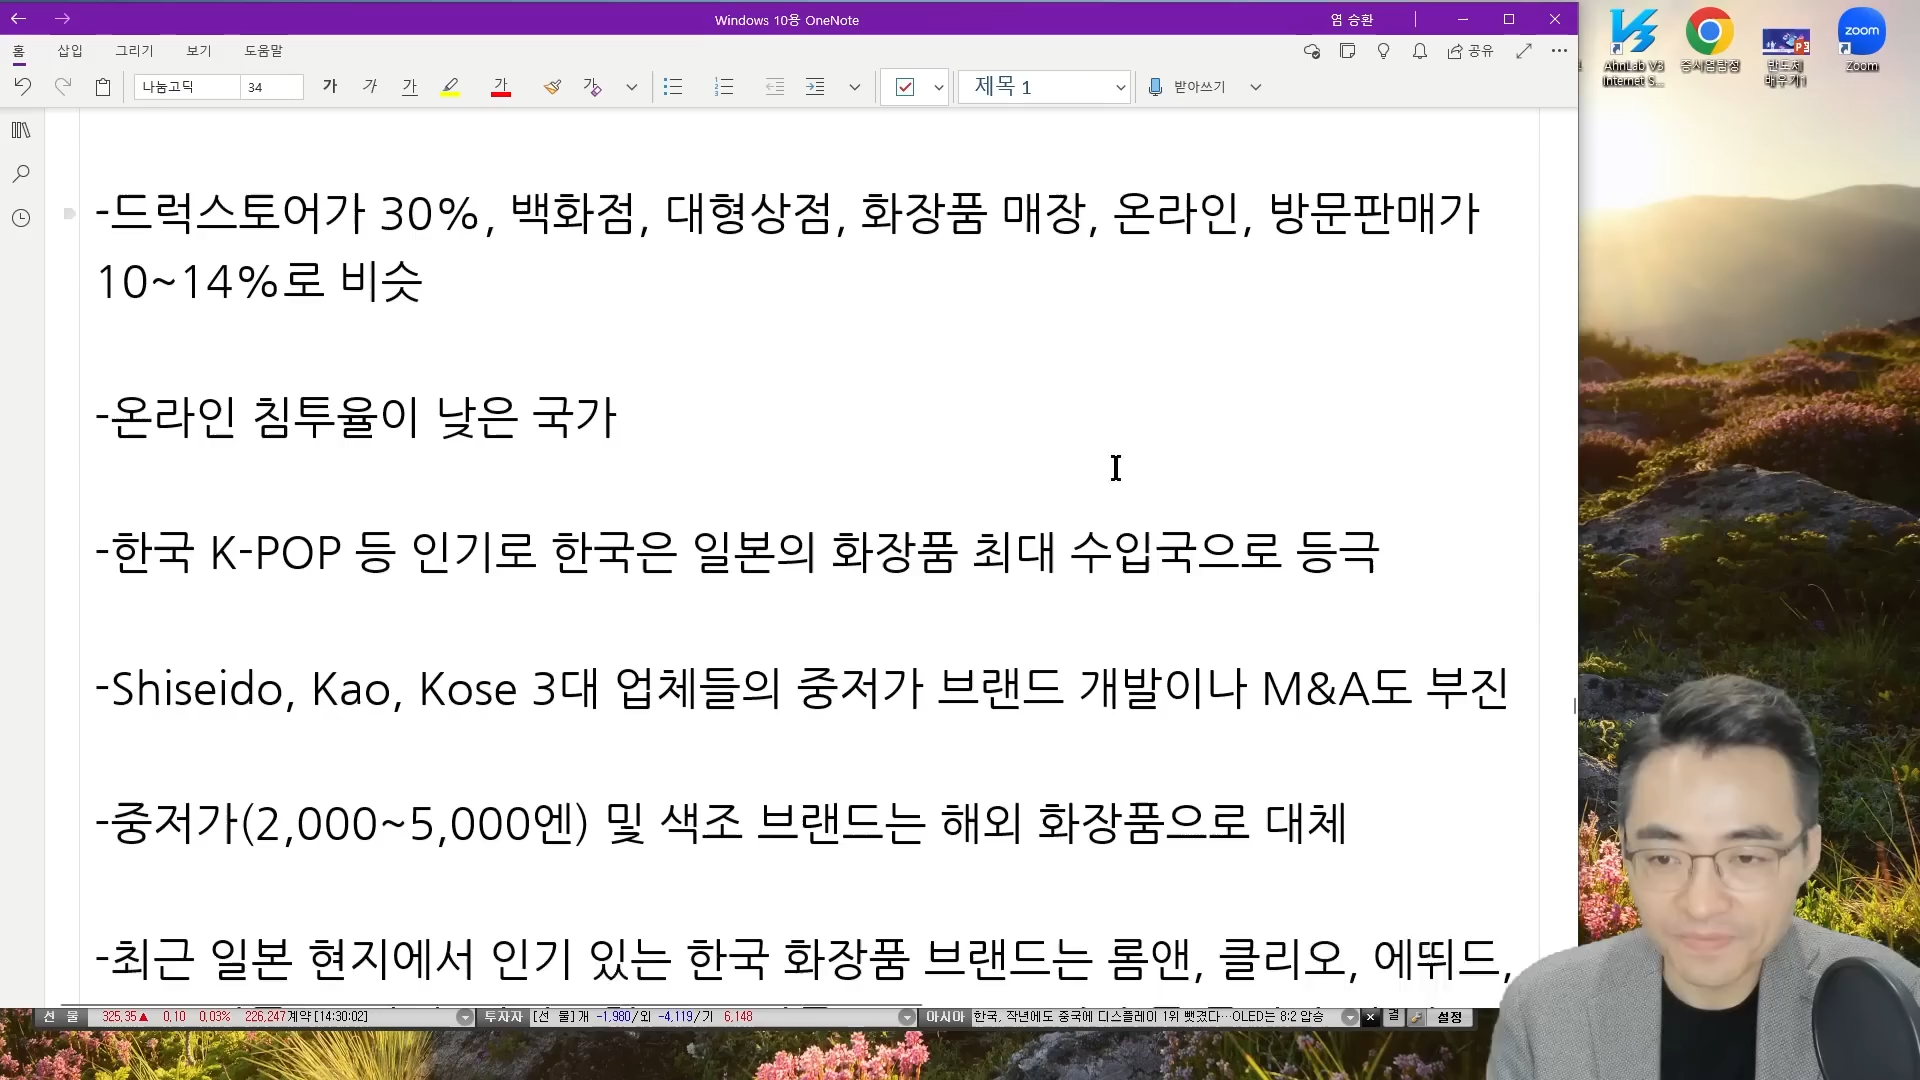 Windows 10용 OneNote
염 승환
홈 삽입 그리기 보기 도움말
공유
나눔고딕 34 가 가 가 가 제목 1 받아쓰기
AhnLab V3 Internet S...
증시염탐정
반도체 배우기1
Zoom
zoom
-드럭스토어가 30%, 백화점, 대형상점, 화장품 매장, 온라인, 방문판매가
10~14%로 비슷
-온라인 침투율이 낮은 국가
-한국 K-POP 등 인기로 한국은 일본의 화장품 최대 수입국으로 등극
-Shiseido, Kao, Kose 3대 업체들의 중저가 브랜드 개발이나 M&A도 부진
-중저가(2,000~5,000엔) 및 색조 브랜드는 해외 화장품으로 대체
-최근 일본 현지에서 인기 있는 한국 화장품 브랜드는 롬앤, 클리오, 에뛰드,
선 물 325,35▲ 0,10 0,03% 226,247계약 [14:30:02] 투자자 [선 물]개 -1,980/외 -4,119/기 6,148 아시아 한국, 작년에도 중국에 디스플레이 1위 뺏겼다…OLED는 8:2 압승 결 설정